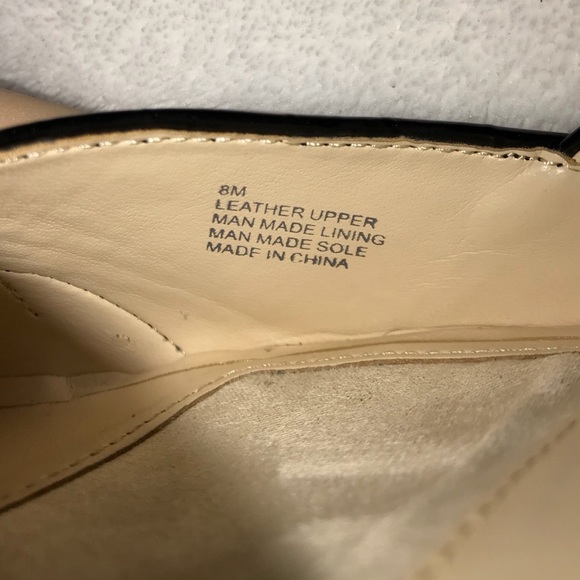 8M
LEATHER UPPER
MAN MADE LINING
MAN MADE SOLE
MADE IN CHINA